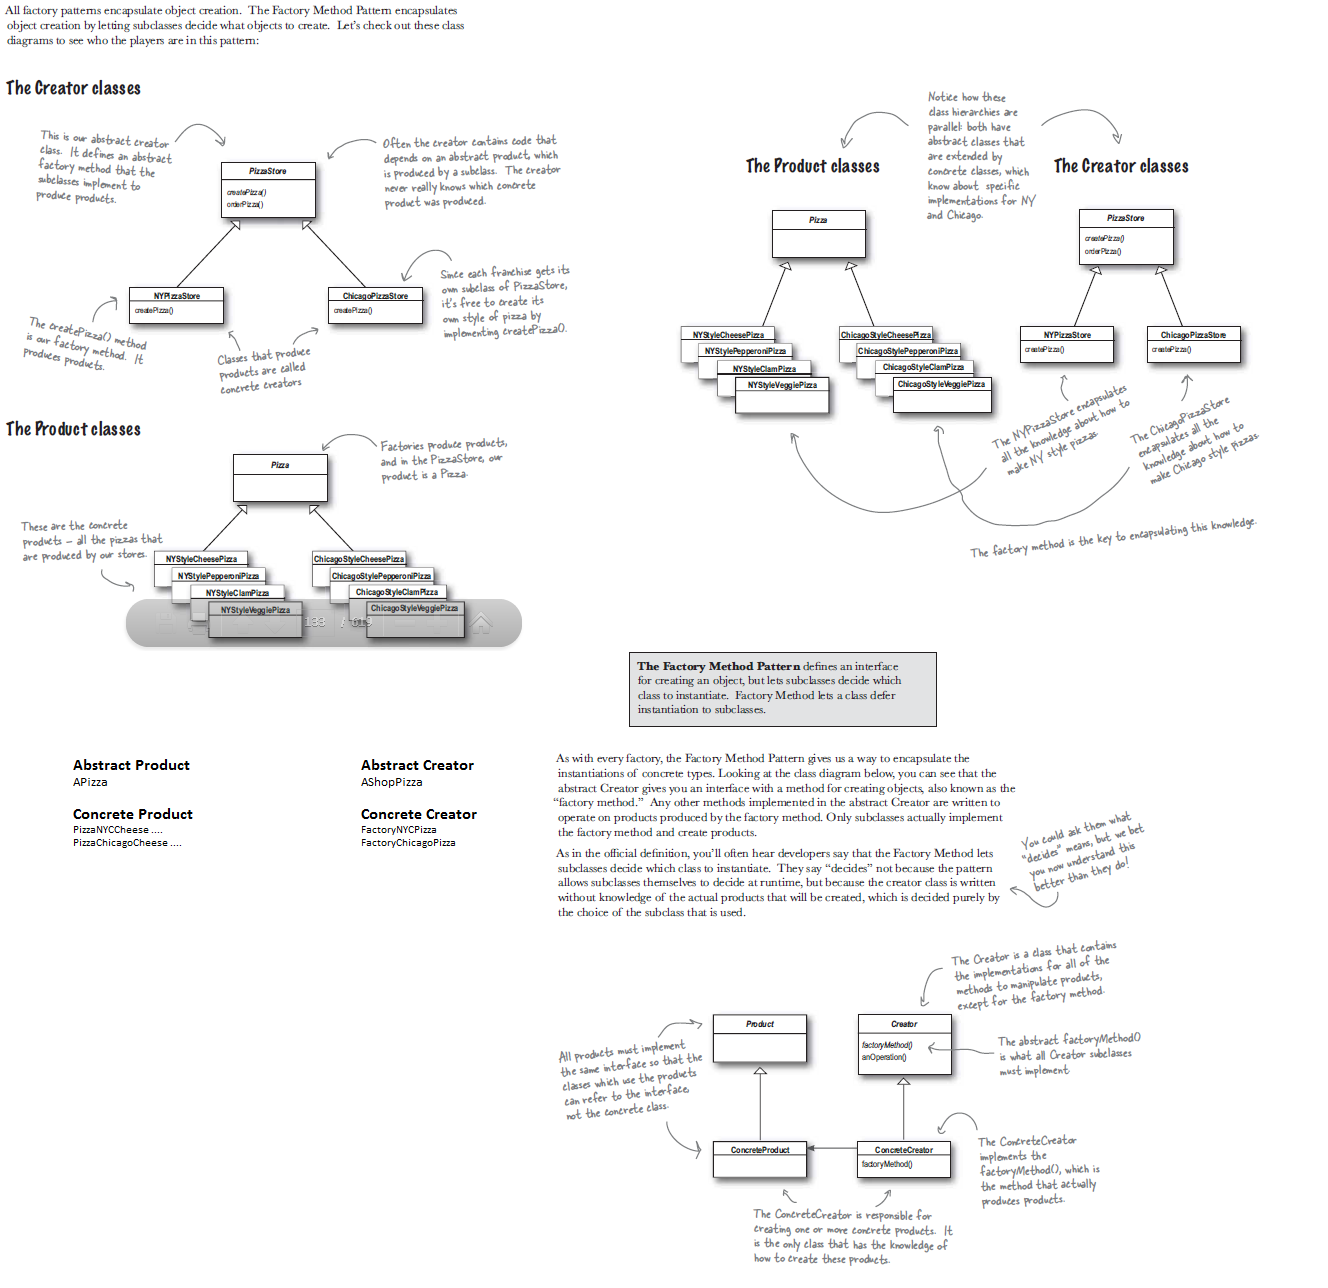 All factory patterns encapsulate object creation. The Factory Method Pattern encapsulates
object creation by letting subclasses decide what objects to create. Let's check out these class
diagrams to see who the players are in this pattern:
The Creator classes
This is our abstract creator
class. It defines an abstract
factory method that the
subclasses implement to
produce products.
PizzaStore
createPizza()
orderPizza()
Often the creator contains code that
depends on an abstract product, which
is produced by a subclass. The creator
never really knows which concrete
product was produced.
NYPizzaStore
createPizza()
ChicagoPizzaStore
createPizza()
Since each franchise gets its
own subclass of PizzaStore,
it's free to create its
own style of pizza by
implementing createPizza().
The createPizza() method
is our factory method. It
produces products.
Classes that produce
products are called
concrete creators
The Product classes
Pizza
Factories produce products,
and in the PizzaStore, our
product is a Pizza.
These are the concrete
products – all the pizzas that
are produced by our stores.
NYStyleCheesePizza
NYStylePepperoniPizza
NYStyleClamPizza
NYStyleVeggiePizza
ChicagoStyleCheesePizza
ChicagoStylePepperoniPizza
ChicagoStyleClamPizza
ChicagoStyleVeggiePizza
133 / 619
Notice how these
class hierarchies are
parallel: both have
abstract classes that
are extended by
concrete classes, which
know about specific
implementations for NY
and Chicago.
The Product classes
The Creator classes
Pizza
PizzaStore
createPizza()
orderPizza()
NYStyleCheesePizza
NYStylePepperoniPizza
NYStyleClamPizza
NYStyleVeggiePizza
ChicagoStyleCheesePizza
ChicagoStylePepperoniPizza
ChicagoStyleClamPizza
ChicagoStyleVeggiePizza
NYPizzaStore
createPizza()
ChicagoPizzaStore
createPizza()
The NYPizzaStore encapsulates
all the knowledge about how to
make NY style pizzas.
The ChicagoPizzaStore
encapsulates all the
knowledge about how to
make Chicago style pizzas.
The factory method is the key to encapsulating this knowledge.
The Factory Method Pattern defines an interface
for creating an object, but lets subclasses decide which
class to instantiate. Factory Method lets a class defer
instantiation to subclasses.
Abstract Product
APizza
Concrete Product
PizzaNYCCheese ....
PizzaChicagoCheese ....
Abstract Creator
AShopPizza
Concrete Creator
FactoryNYCPizza
FactoryChicagoPizza
As with every factory, the Factory Method Pattern gives us a way to encapsulate the
instantiations of concrete types. Looking at the class diagram below, you can see that the
abstract Creator gives you an interface with a method for creating objects, also known as the
"factory method." Any other methods implemented in the abstract Creator are written to
operate on products produced by the factory method. Only subclasses actually implement
the factory method and create products.
As in the official definition, you'll often hear developers say that the Factory Method lets
subclasses decide which class to instantiate. They say "decides" not because the pattern
allows subclasses themselves to decide at runtime, but because the creator class is written
without knowledge of the actual products that will be created, which is decided purely by
the choice of the subclass that is used.
You could ask them what
"decides" means, but we bet
you now understand this
better than they do!
The Creator is a class that contains
the implementations for all of the
methods to manipulate products,
except for the factory method.
Product
Creator
factoryMethod()
anOperation()
The abstract factoryMethod()
is what all Creator subclasses
must implement.
All products must implement
the same interface so that the
classes which use the products
can refer to the interface,
not the concrete class.
ConcreteProduct
ConcreteCreator
factoryMethod()
The ConcreteCreator
implements the
factoryMethod(), which is
the method that actually
produces products.
The ConcreteCreator is responsible for
creating one or more concrete products. It
is the only class that has the knowledge of
how to create these products.